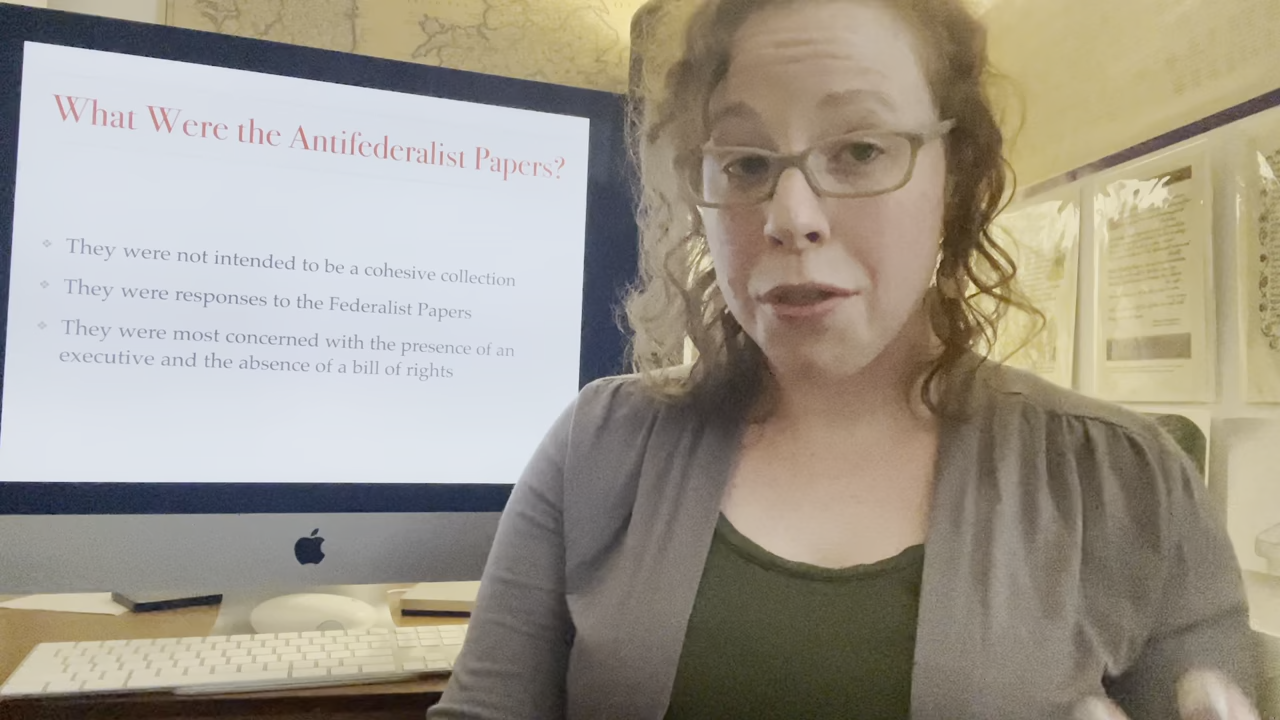 What Were the Antifederalist Papers?
They were not intended to be a cohesive collection
They were responses to the Federalist Papers
They were most concerned with the presence of an
executive and the absence of a bill of rights